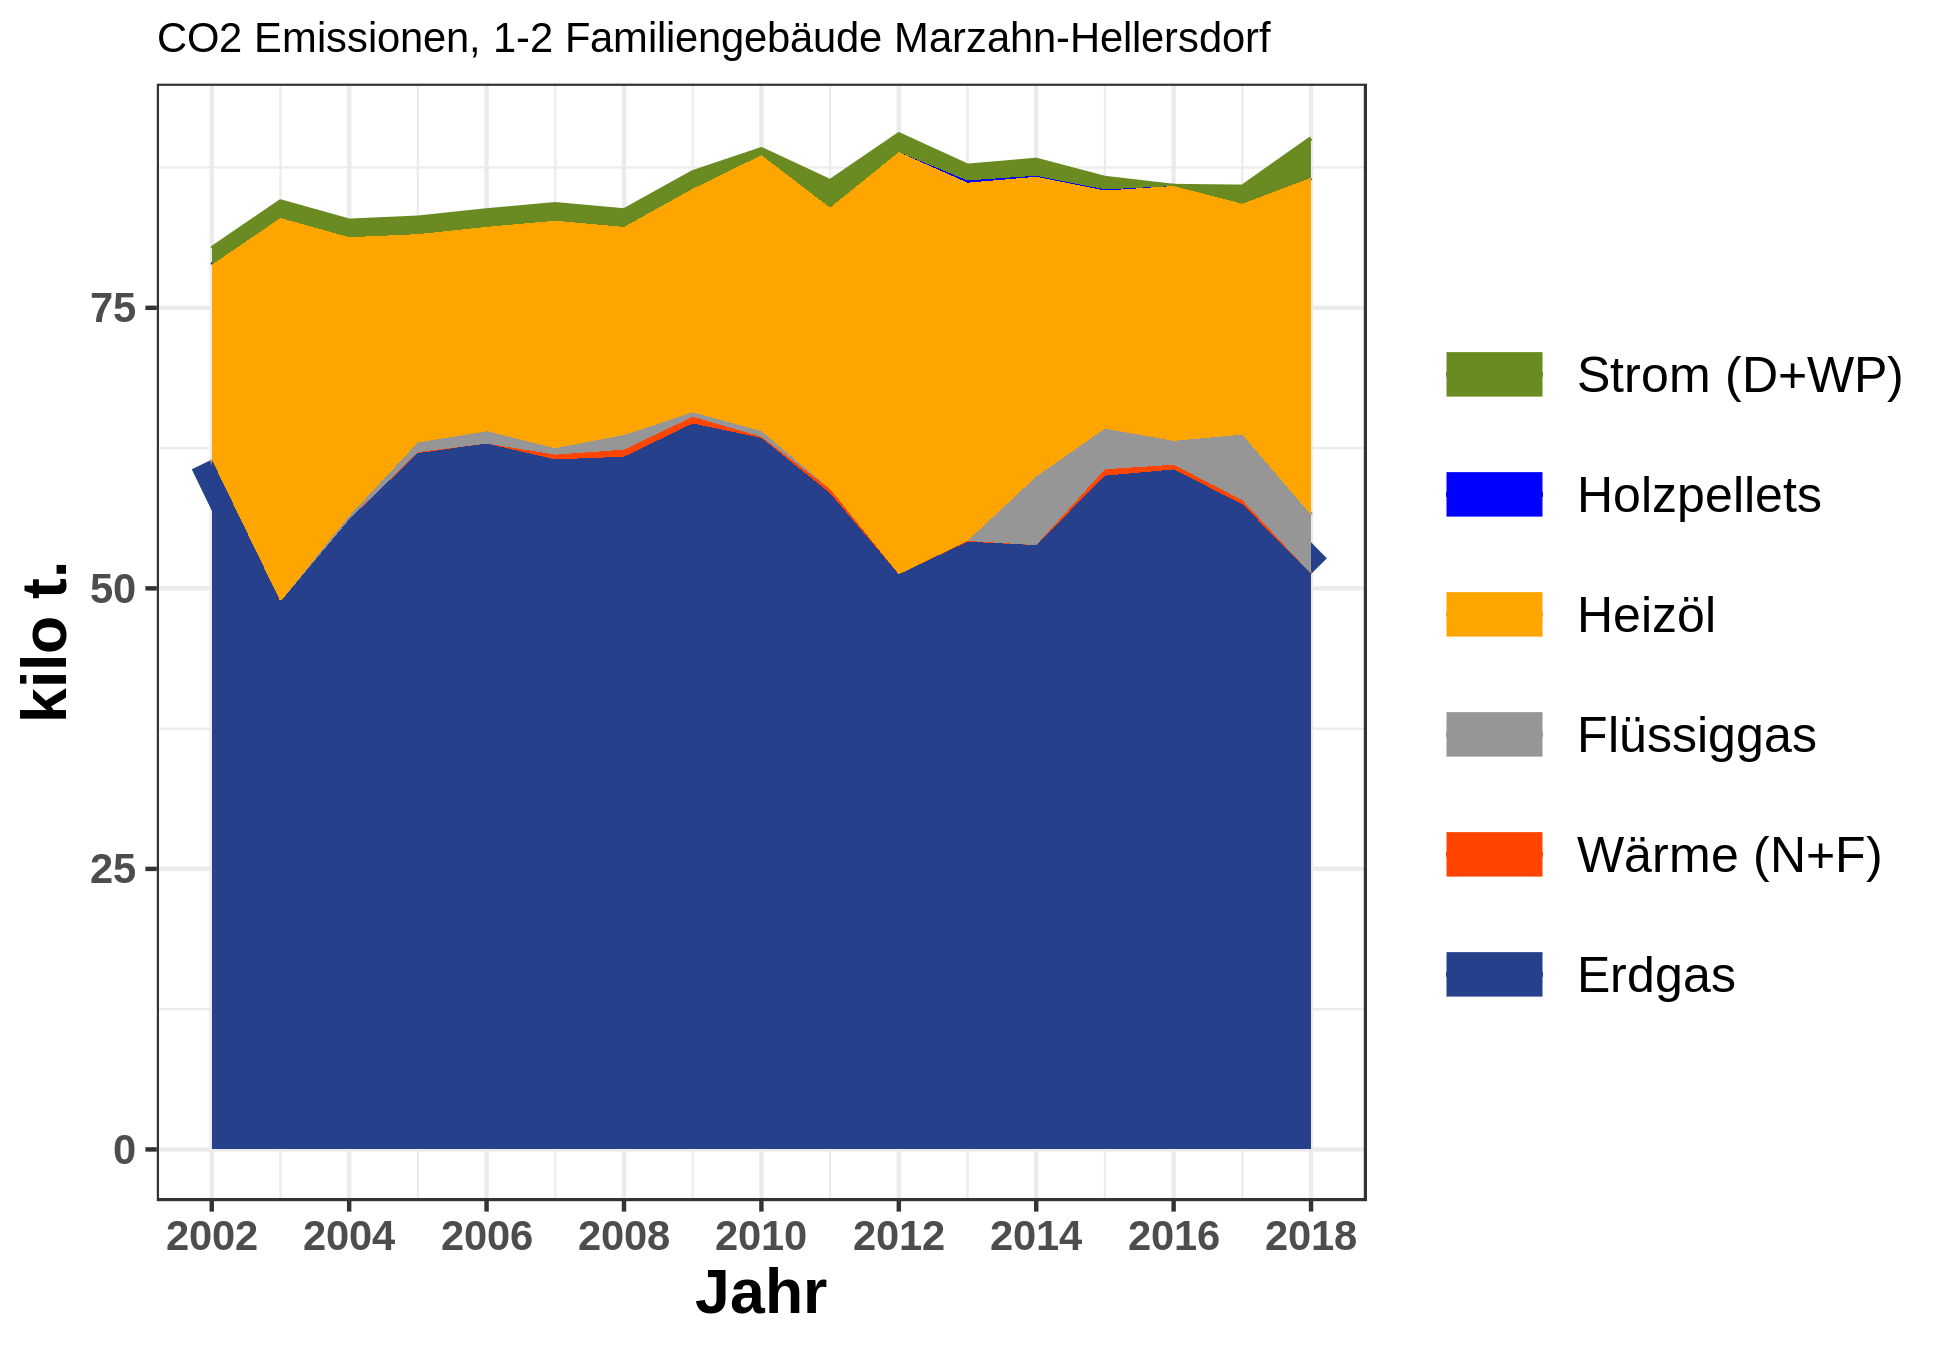 CO2 Emissionen, 1-2 Familiengebäude Marzahn-Hellersdorf
kilo t.
75
50
25
0
2002 2004 2006 2008 2010 2012 2014 2016 2018
Jahr
Strom (D+WP)
Holzpellets
Heizöl
Flüssiggas
Wärme (N+F)
Erdgas